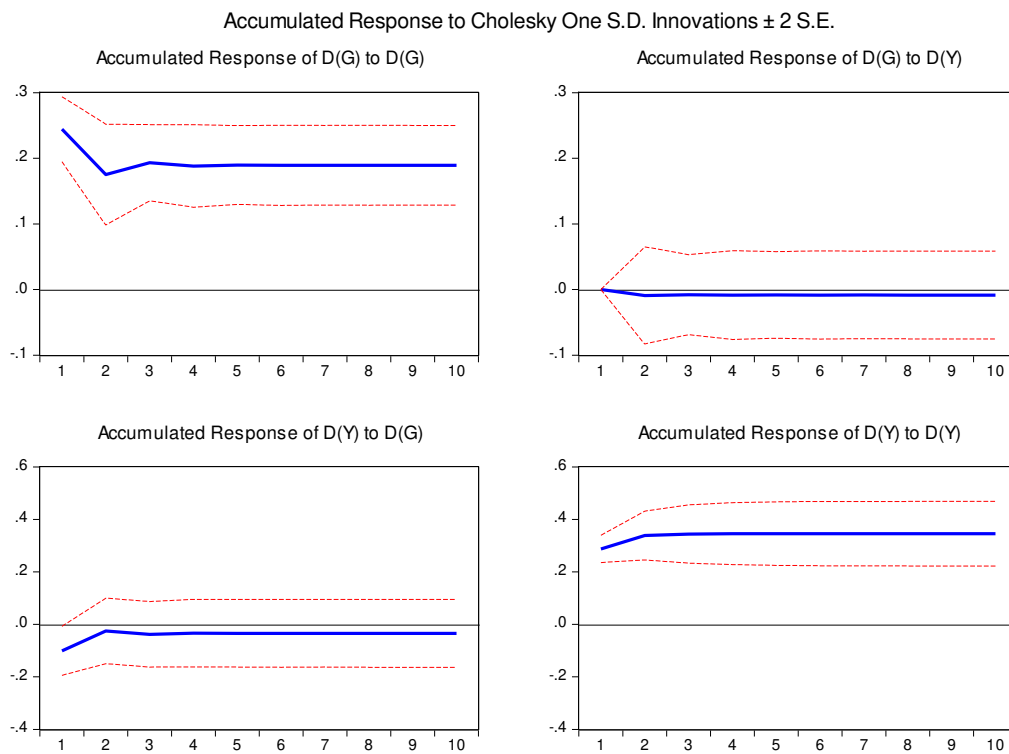 Accumulated Response to Cholesky One S.D. Innovations ± 2 S.E.
Accumulated Response of D(G) to D(G)
.3
.2
.1
.0
-.1
1 2 3 4 5 6 7 8 9 10
Accumulated Response of D(G) to D(Y)
.3
.2
.1
.0
-.1
1 2 3 4 5 6 7 8 9 10
Accumulated Response of D(Y) to D(G)
.6
.4
.2
.0
-.2
-.4
1 2 3 4 5 6 7 8 9 10
Accumulated Response of D(Y) to D(Y)
.6
.4
.2
.0
-.2
-.4
1 2 3 4 5 6 7 8 9 10